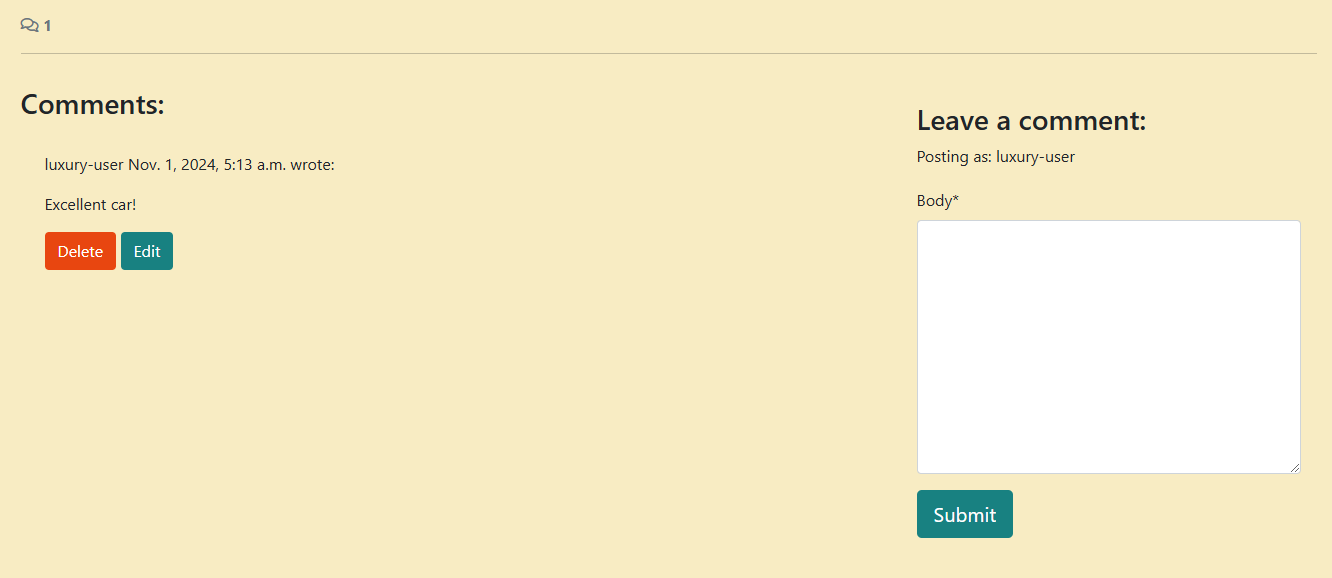 1
Comments:
luxury-user Nov. 1, 2024, 5:13 a.m. wrote:
Excellent car!
Delete Edit
Leave a comment:
Posting as: luxury-user
Body*
Submit